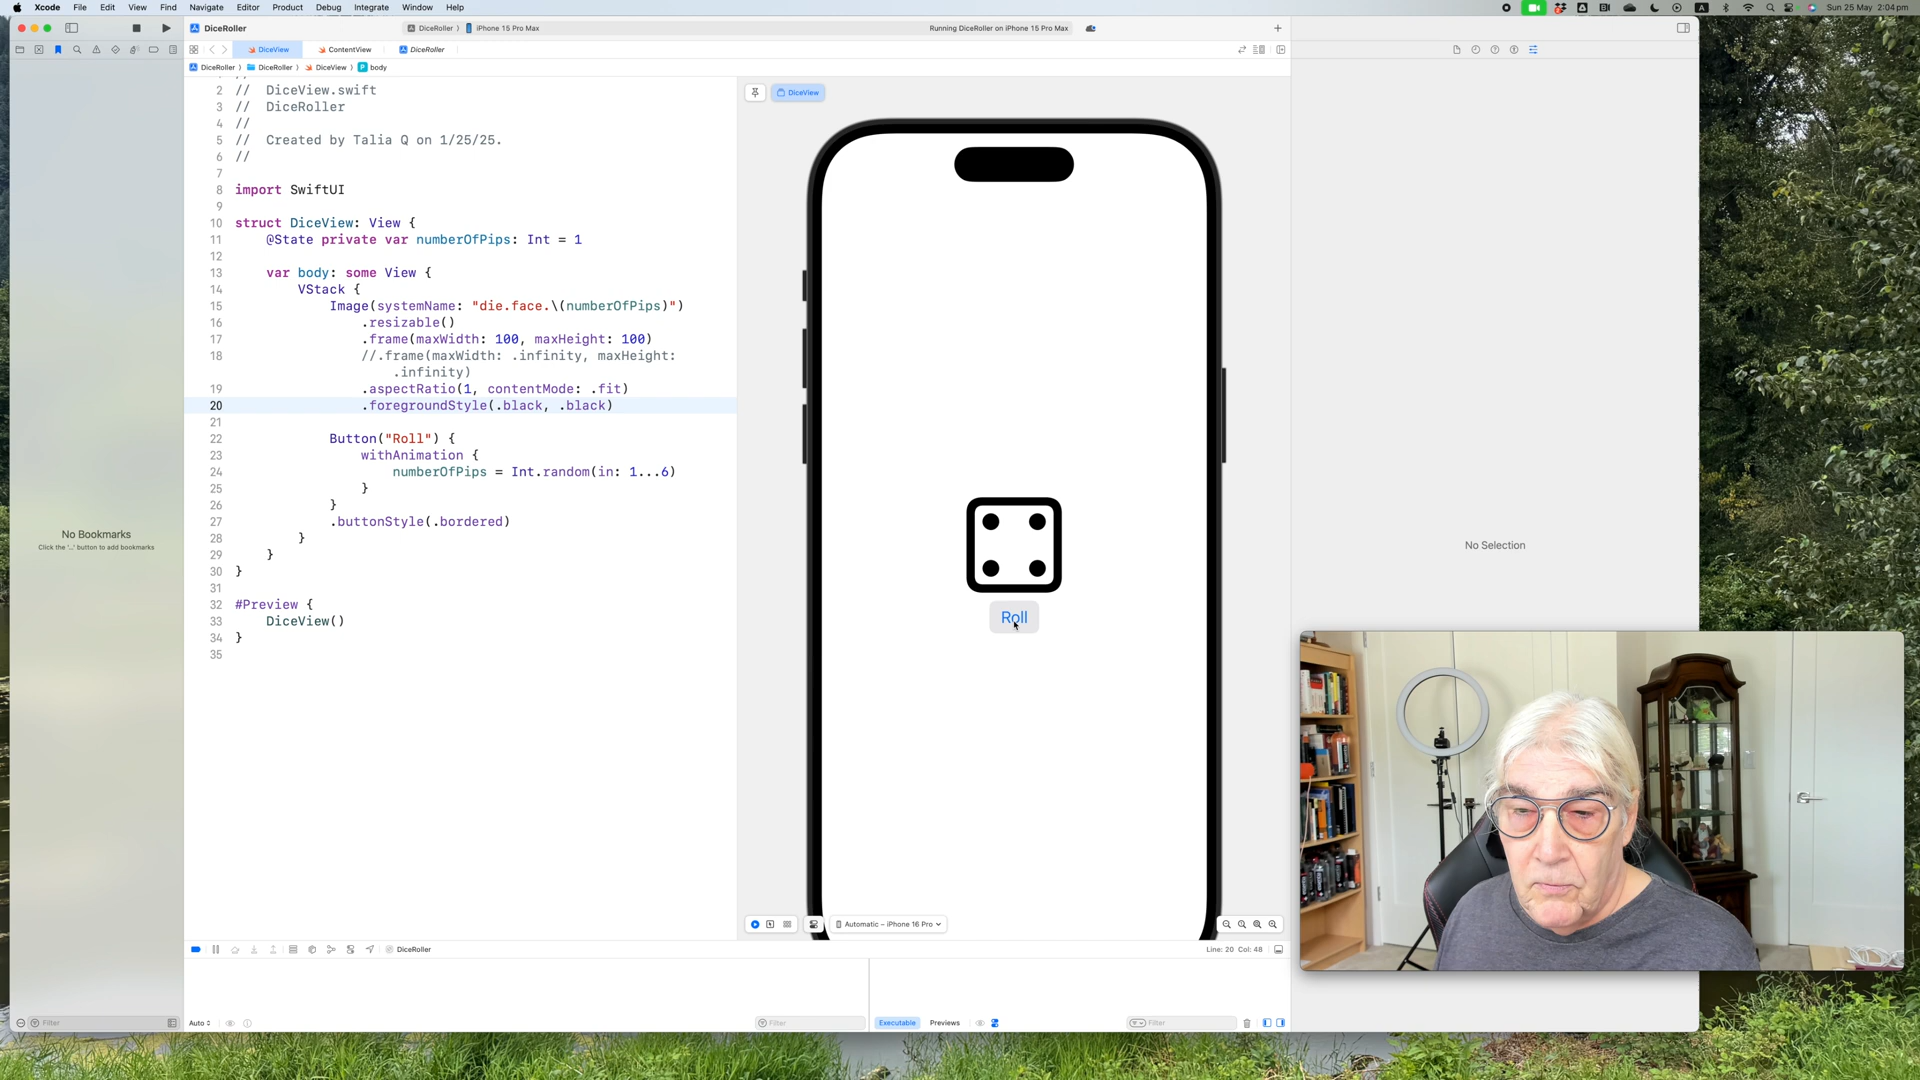 Xcode File Edit View Find Navigate Editor Product Debug Integrate Window Help
Sun 25 May 2:04 pm
DiceRoller
DiceRoller 〉 iPhone 15 Pro Max
Running DiceRoller on iPhone 15 Pro Max
DiceView ContentView DiceRoller
DiceRoller 〉 DiceRoller 〉 DiceView 〉 P body
2 // DiceView.swift
3 // DiceRoller
4 //
5 // Created by Talia Q on 1/25/25.
6 //
7
8 import SwiftUI
9
10 struct DiceView: View {
11 @State private var numberOfPips: Int = 1
12
13 var body: some View {
14 VStack {
15 Image(systemName: "die.face.\(numberOfPips)")
16 .resizable()
17 .frame(maxWidth: 100, maxHeight: 100)
18 //.frame(maxWidth: .infinity, maxHeight:
.infinity)
19 .aspectRatio(1, contentMode: .fit)
20 .foregroundStyle(.black, .black)
21
22 Button("Roll") {
23 withAnimation {
24 numberOfPips = Int.random(in: 1...6)
25 }
26 }
27 .buttonStyle(.bordered)
28 }
29 }
30 }
31
32 #Preview {
33 DiceView()
34 }
35
No Bookmarks
Click the '...' button to add bookmarks
DiceView
Roll
Automatic – iPhone 16 Pro
No Selection
DiceRoller
Line: 20 Col: 48
Filter
Auto
Filter
Executable Previews
Filter